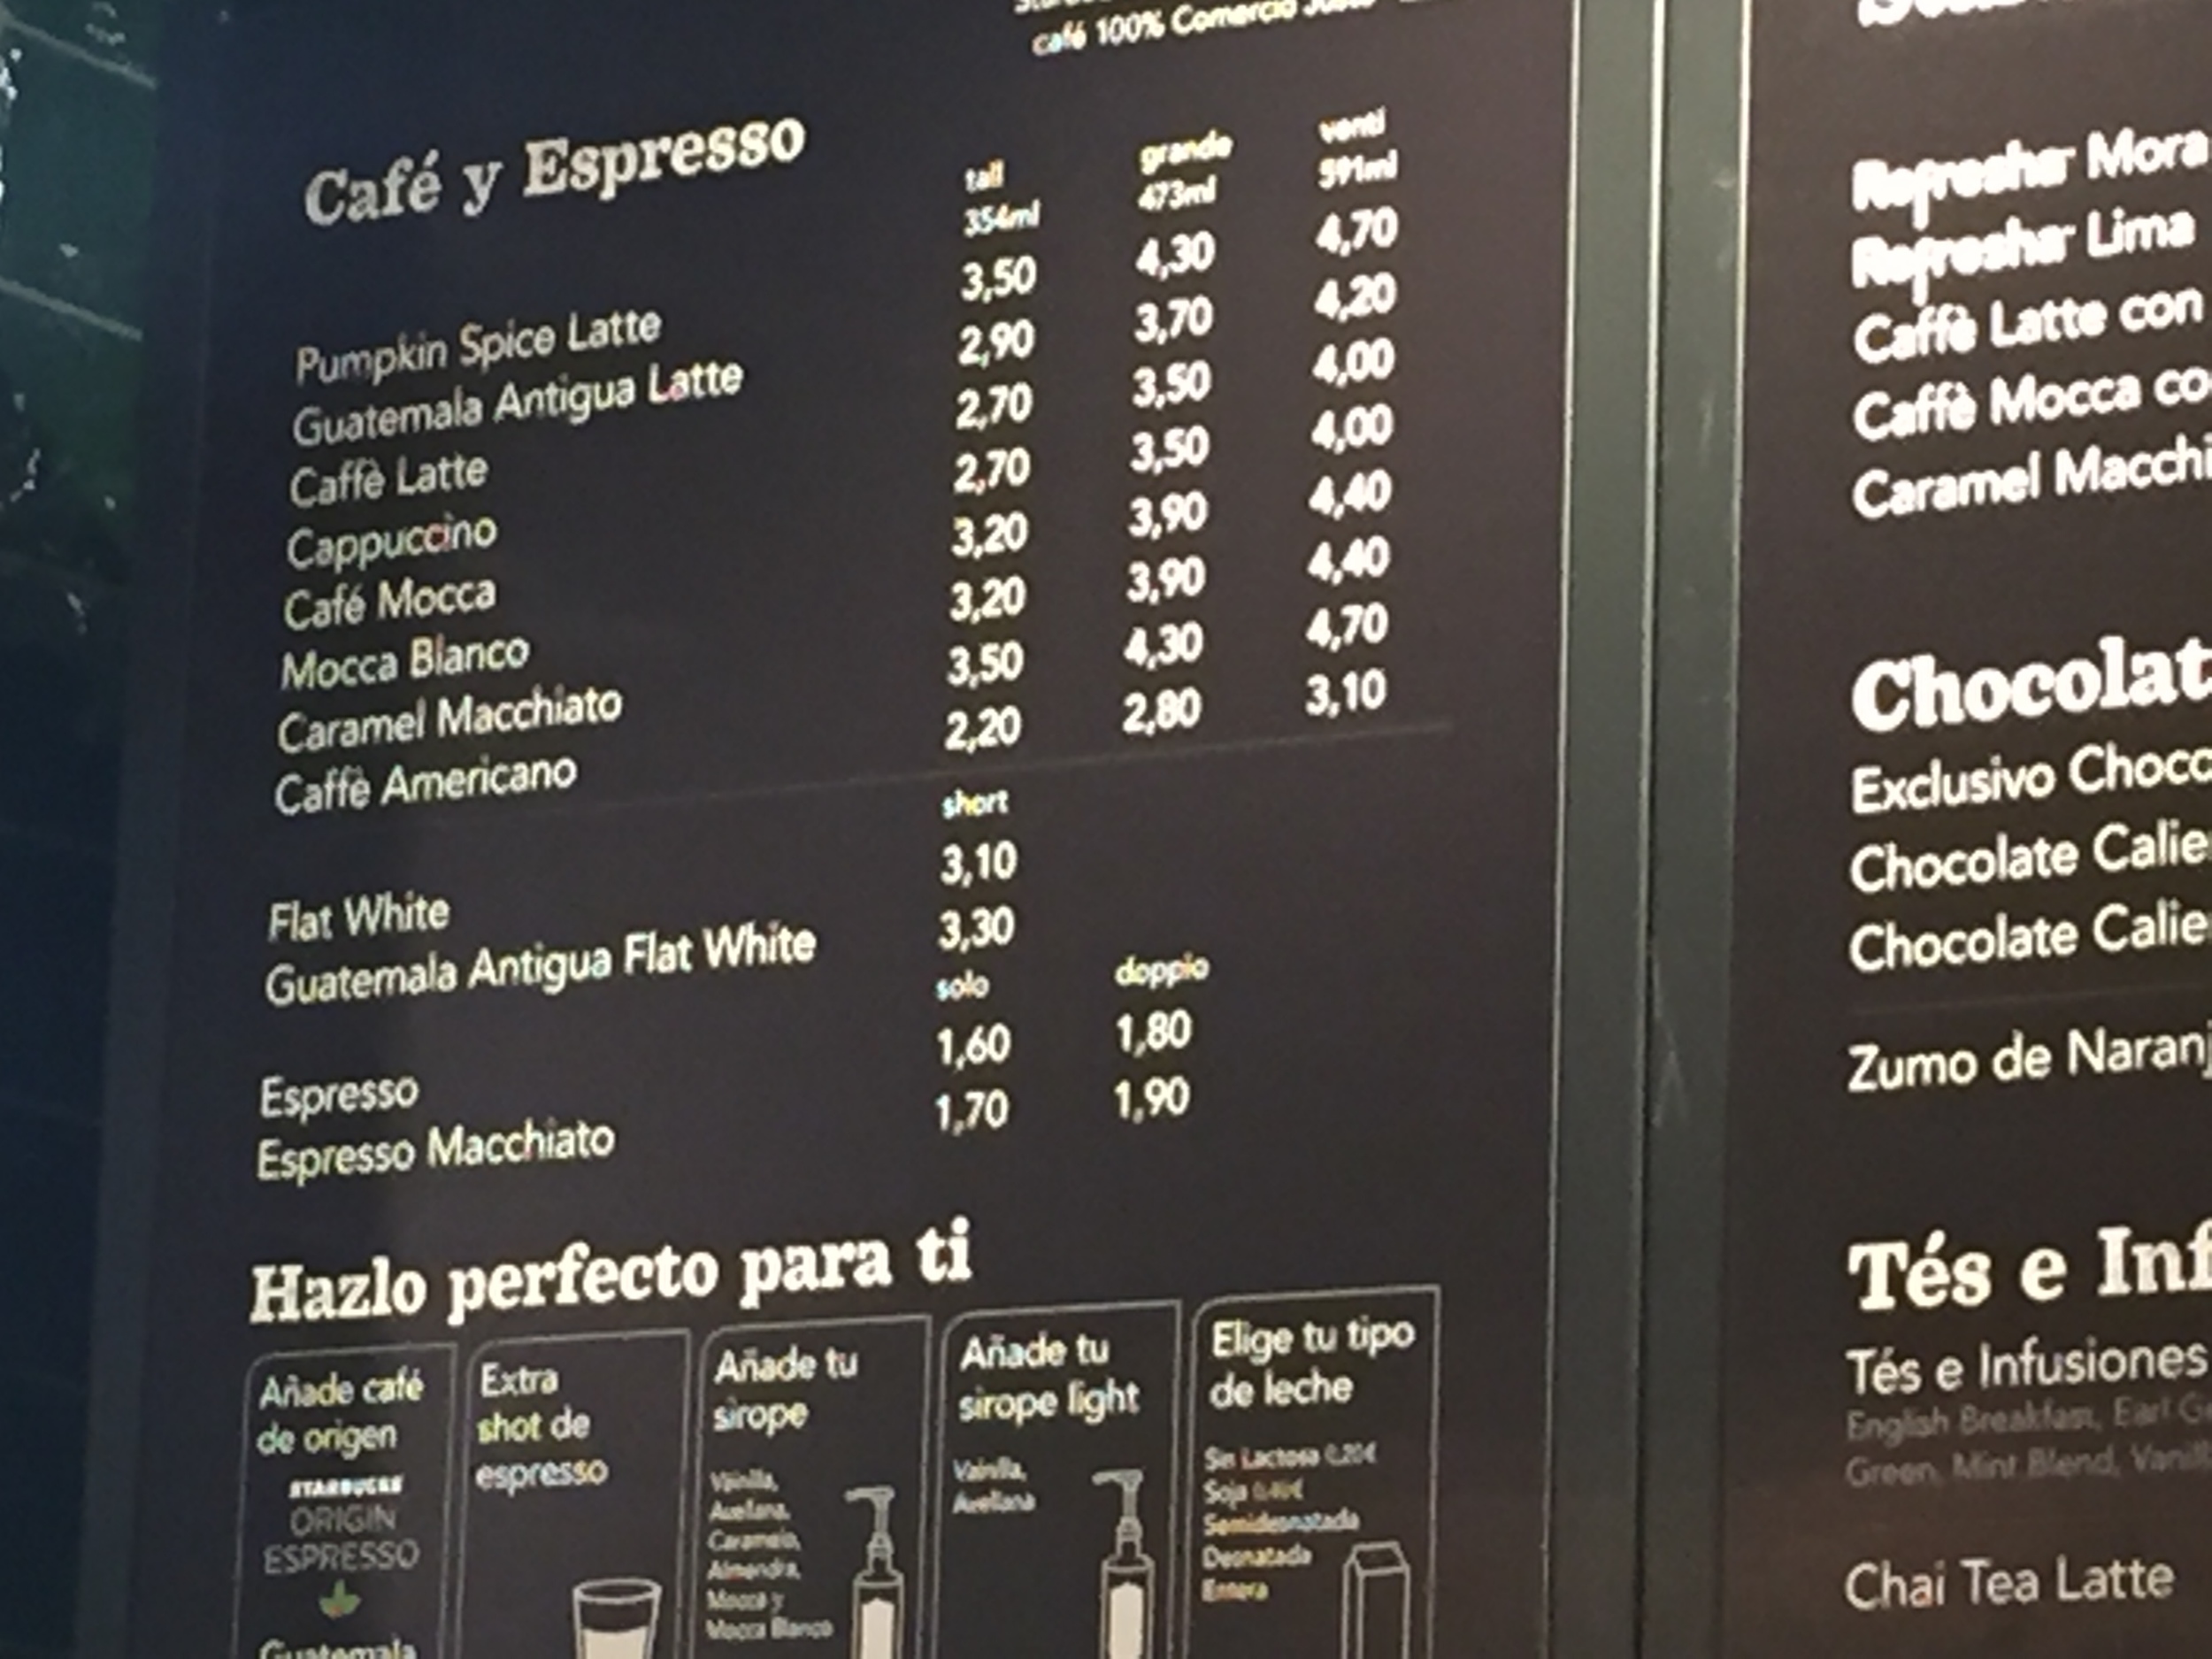 café 100% Comercio Justo
Café y Espresso
tall grande venti
354ml 473ml 591ml
Pumpkin Spice Latte 3,50 4,30 4,70
Guatemala Antigua Latte 2,90 3,70 4,20
Caffè Latte 2,70 3,50 4,00
Cappuccino 2,70 3,50 4,00
Café Mocca 3,20 3,90 4,40
Mocca Blanco 3,20 3,90 4,40
Caramel Macchiato 3,50 4,30 4,70
Caffè Americano 2,20 2,80 3,10
short
Flat White 3,10
Guatemala Antigua Flat White 3,30
solo doppio
Espresso 1,60 1,80
Espresso Macchiato 1,70 1,90
Hazlo perfecto para ti
Añade café
de origen
STARBUCKS
ORIGIN
ESPRESSO
Guatemala
Extra
shot de
espresso
Añade tu
sirope
Vainilla,
Avellana,
Caramelo,
Almendra,
Mocca y
Mocca Blanco
Añade tu
sirope light
Vainilla,
Avellana
Elige tu tipo
de leche
Sin Lactosa 0,20€
Soja
Semidesnatada
Desnatada
Entera
Refresha Mora
Refresha Lima
Caffè Latte con
Caffè Mocca co
Caramel Macchi
Chocolat
Exclusivo Choco
Chocolate Calie
Chocolate Calie
Zumo de Naranj
Tés e Inf
Tés e Infusiones
English Breakfast, Earl G
Green, Mint Blend, Vanill
Chai Tea Latte